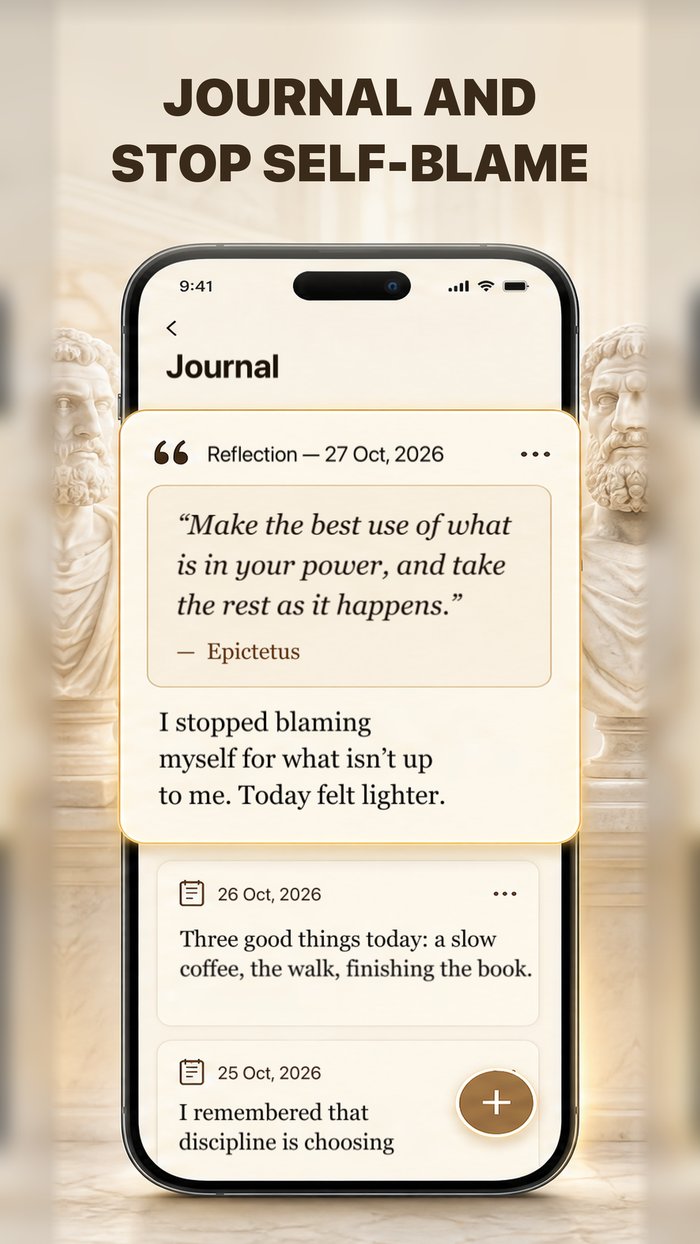 JOURNAL AND
STOP SELF-BLAME
9:41
Journal
Reflection — 27 Oct, 2026
“Make the best use of what
is in your power, and take
the rest as it happens.”
— Epictetus
I stopped blaming
myself for what isn’t up
to me. Today felt lighter.
26 Oct, 2026
Three good things today: a slow
coffee, the walk, finishing the book.
25 Oct, 2026
I remembered that
discipline is choosing